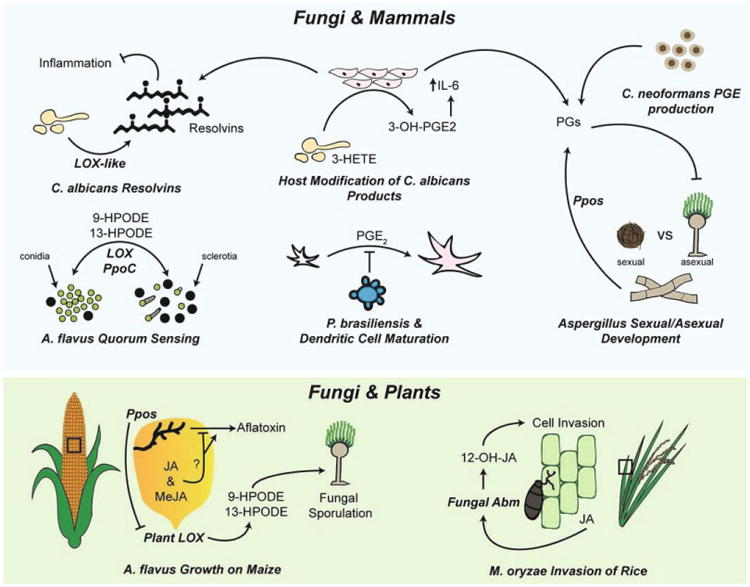 Fungi & Mammals
Inflammation
Resolvins
LOX-like
C. albicans Resolvins
IL-6
3-OH-PGE2
3-HETE
Host Modification of C. albicans
Products
C. neoformans PGE
production
PGs
Ppos
VS
sexual
asexual
Aspergillus Sexual/Asexual
Development
9-HPODE
13-HPODE
LOX
PpoC
conidia
sclerotia
A. flavus Quorum Sensing
PGE2
P. brasiliensis &
Dendritic Cell Maturation
Fungi & Plants
Ppos
Aflatoxin
?
JA
&
MeJA
Plant LOX
9-HPODE
13-HPODE
Fungal
Sporulation
A. flavus Growth on Maize
Cell Invasion
12-OH-JA
Fungal Abm
JA
M. oryzae Invasion of Rice